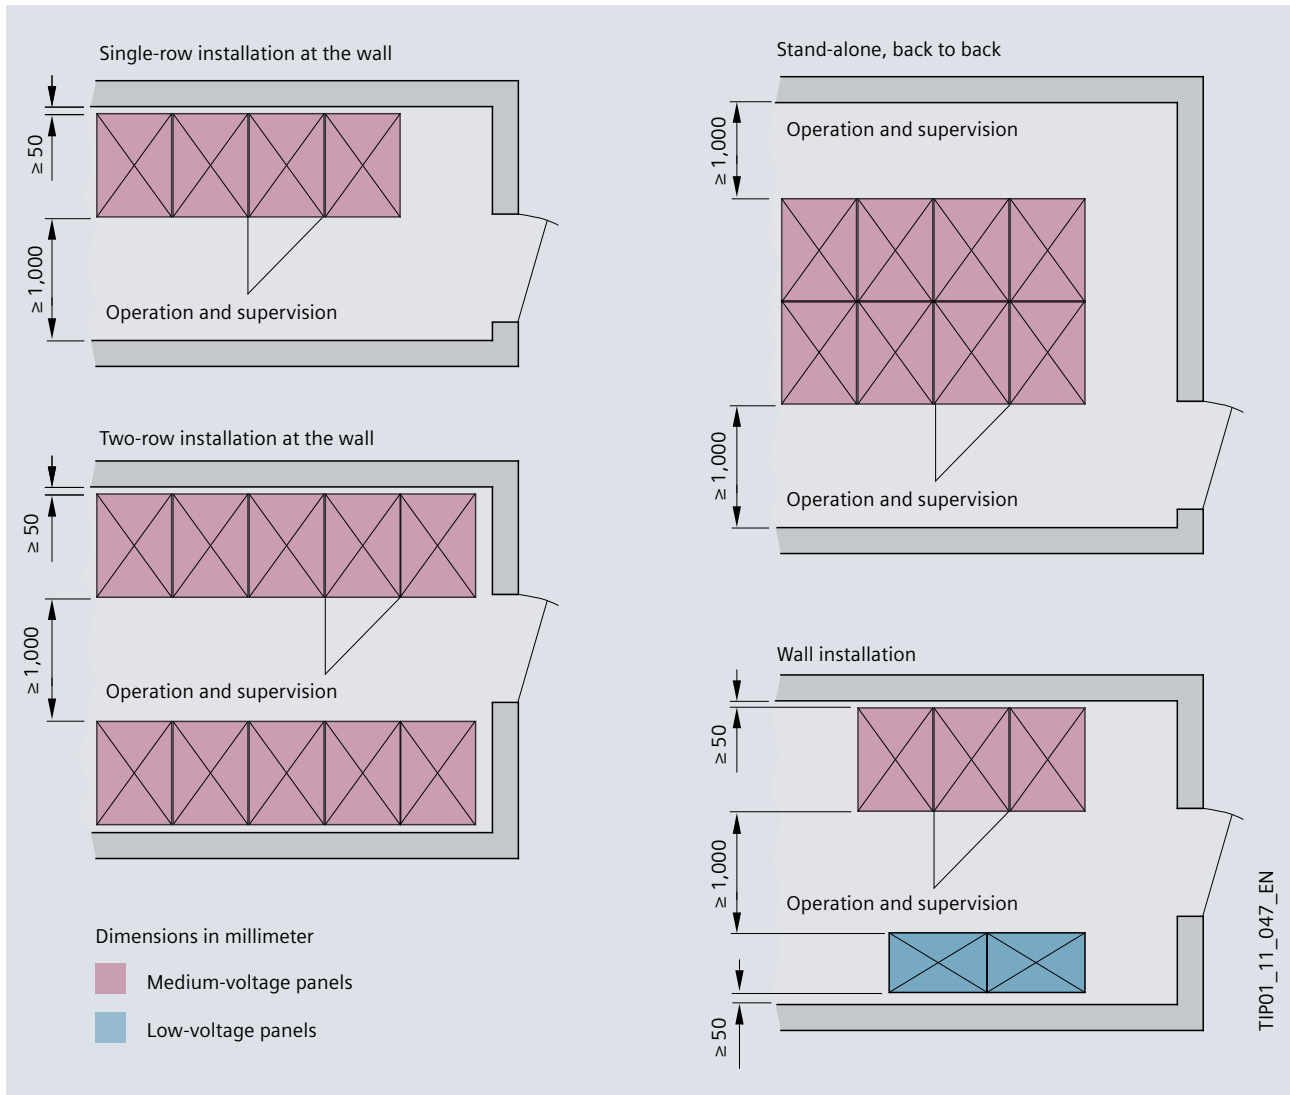 Single-row installation at the wall
≥ 50
≥ 1,000
Operation and supervision
Two-row installation at the wall
≥ 50
≥ 1,000
Operation and supervision
Dimensions in millimeter
Medium-voltage panels
Low-voltage panels
Stand-alone, back to back
≥ 1,000
Operation and supervision
≥ 1,000
Operation and supervision
Wall installation
≥ 50
≥ 1,000
Operation and supervision
≥ 50
TIP01_11_047_EN